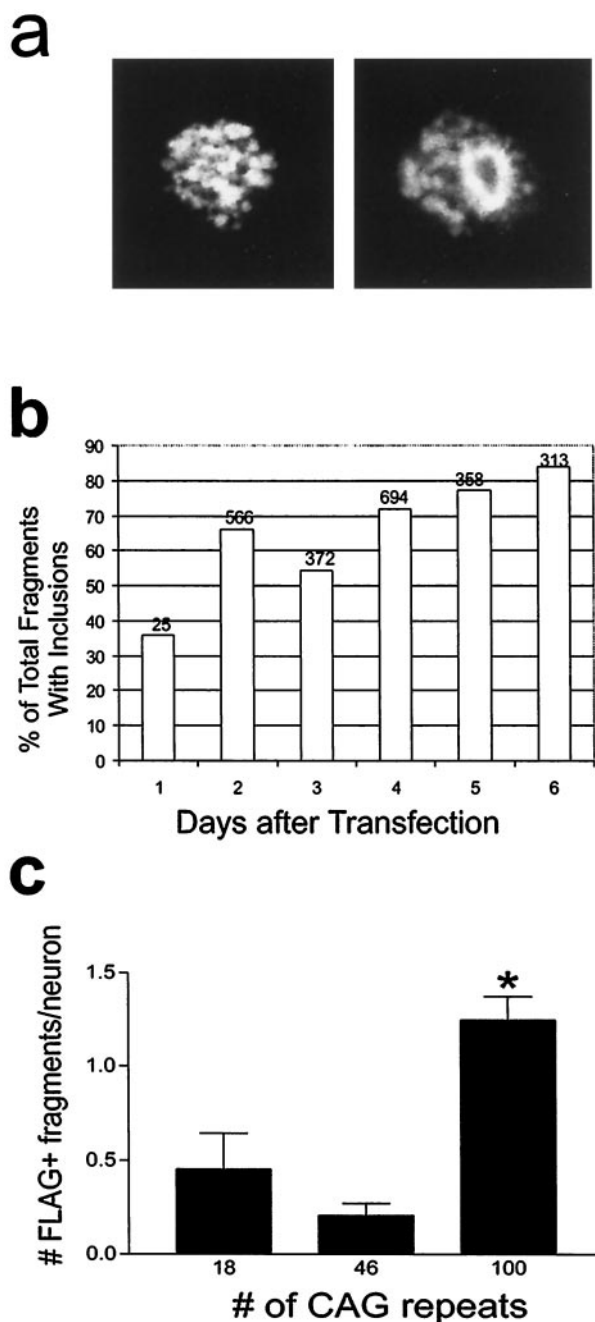 a
b
% of Total Fragments
With Inclusions
90
80
70
60
50
40
30
20
10
0
25
566
372
694
358
313
1 2 3 4 5 6
Days after Transfection
c
# FLAG+ fragments/neuron
1.5
1.0
0.5
0.0
*
18 46 100
# of CAG repeats